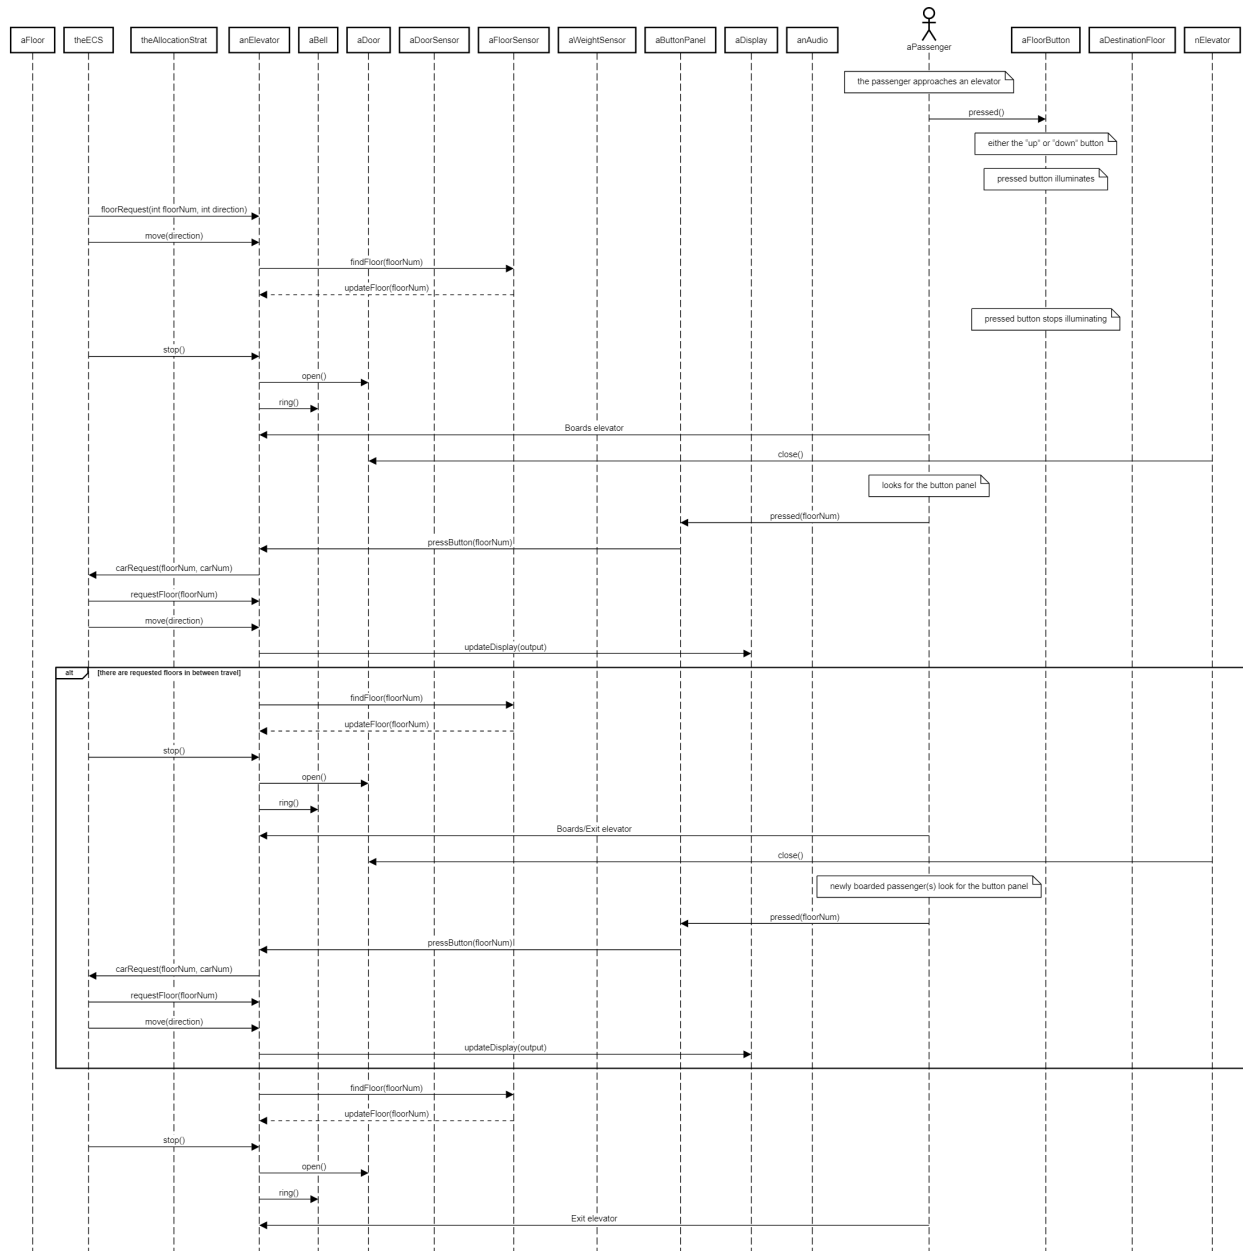 aFloor theECS theAllocationStrat anElevator aBell aDoor aDoorSensor aFloorSensor aWeightSensor aButtonPanel aDisplay anAudio aPassenger aFloorButton aDestinationFloor nElevator
the passenger approaches an elevator
pressed()
either the "up" or "down" button
pressed button illuminates
floorRequest(int floorNum, int direction)
move(direction)
findFloor(floorNum)
updateFloor(floorNum)
pressed button stops illuminating
stop()
open()
ring()
Boards elevator
close()
looks for the button panel
pressed(floorNum)
pressButton(floorNum)
carRequest(floorNum, carNum)
requestFloor(floorNum)
move(direction)
updateDisplay(output)
alt [there are requested floors in between travel]
findFloor(floorNum)
updateFloor(floorNum)
stop()
open()
ring()
Boards/Exit elevator
close()
newly boarded passenger(s) look for the button panel
pressed(floorNum)
pressButton(floorNum)
carRequest(floorNum, carNum)
requestFloor(floorNum)
move(direction)
updateDisplay(output)
findFloor(floorNum)
updateFloor(floorNum)
stop()
open()
ring()
Exit elevator